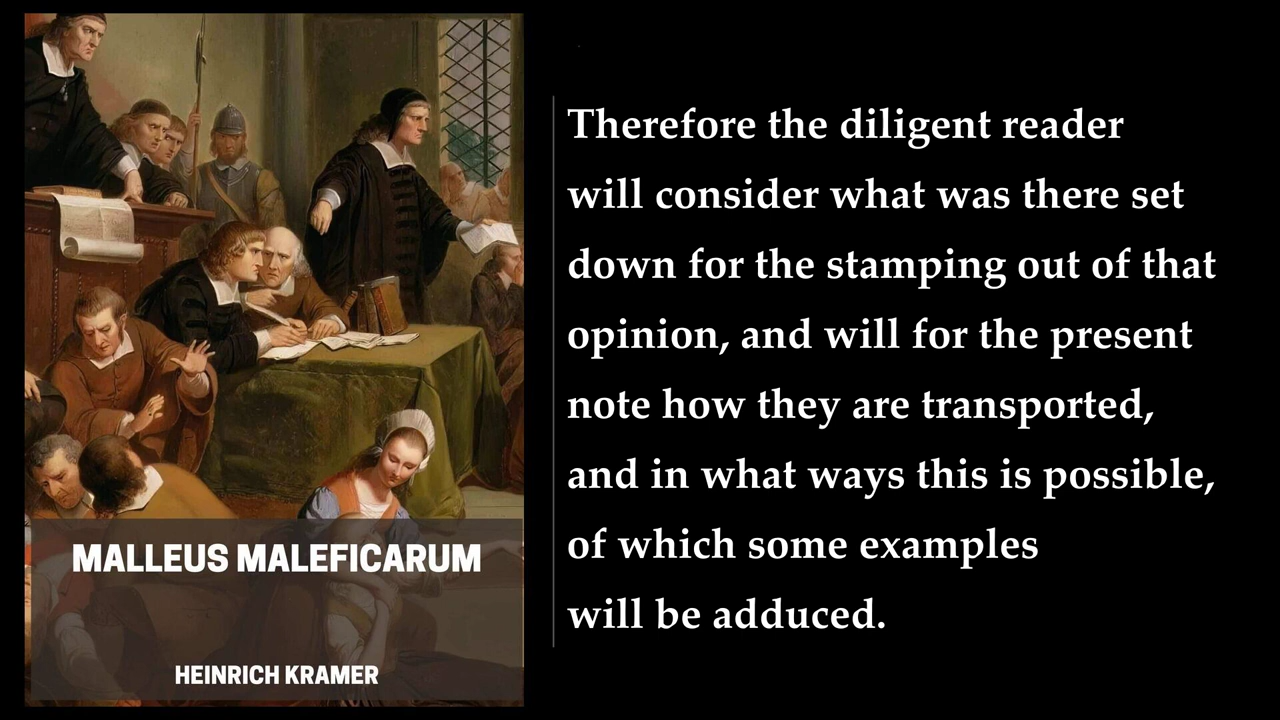 MALLEUS MALEFICARUM
HEINRICH KRAMER
Therefore the diligent reader
will consider what was there set
down for the stamping out of that
opinion, and will for the present
note how they are transported,
and in what ways this is possible,
of which some examples
will be adduced.